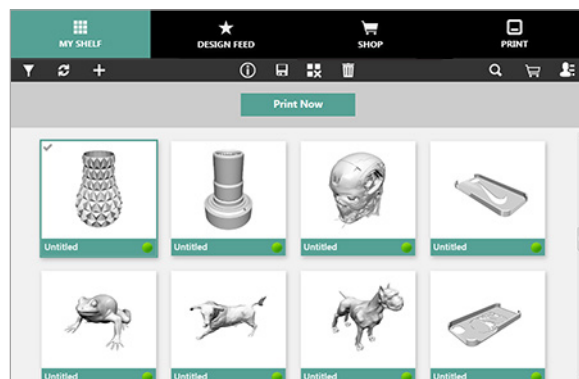 MY SHELF
DESIGN FEED
SHOP
PRINT
Print Now
Untitled
Untitled
Untitled
Untitled
Untitled
Untitled
Untitled
Untitled